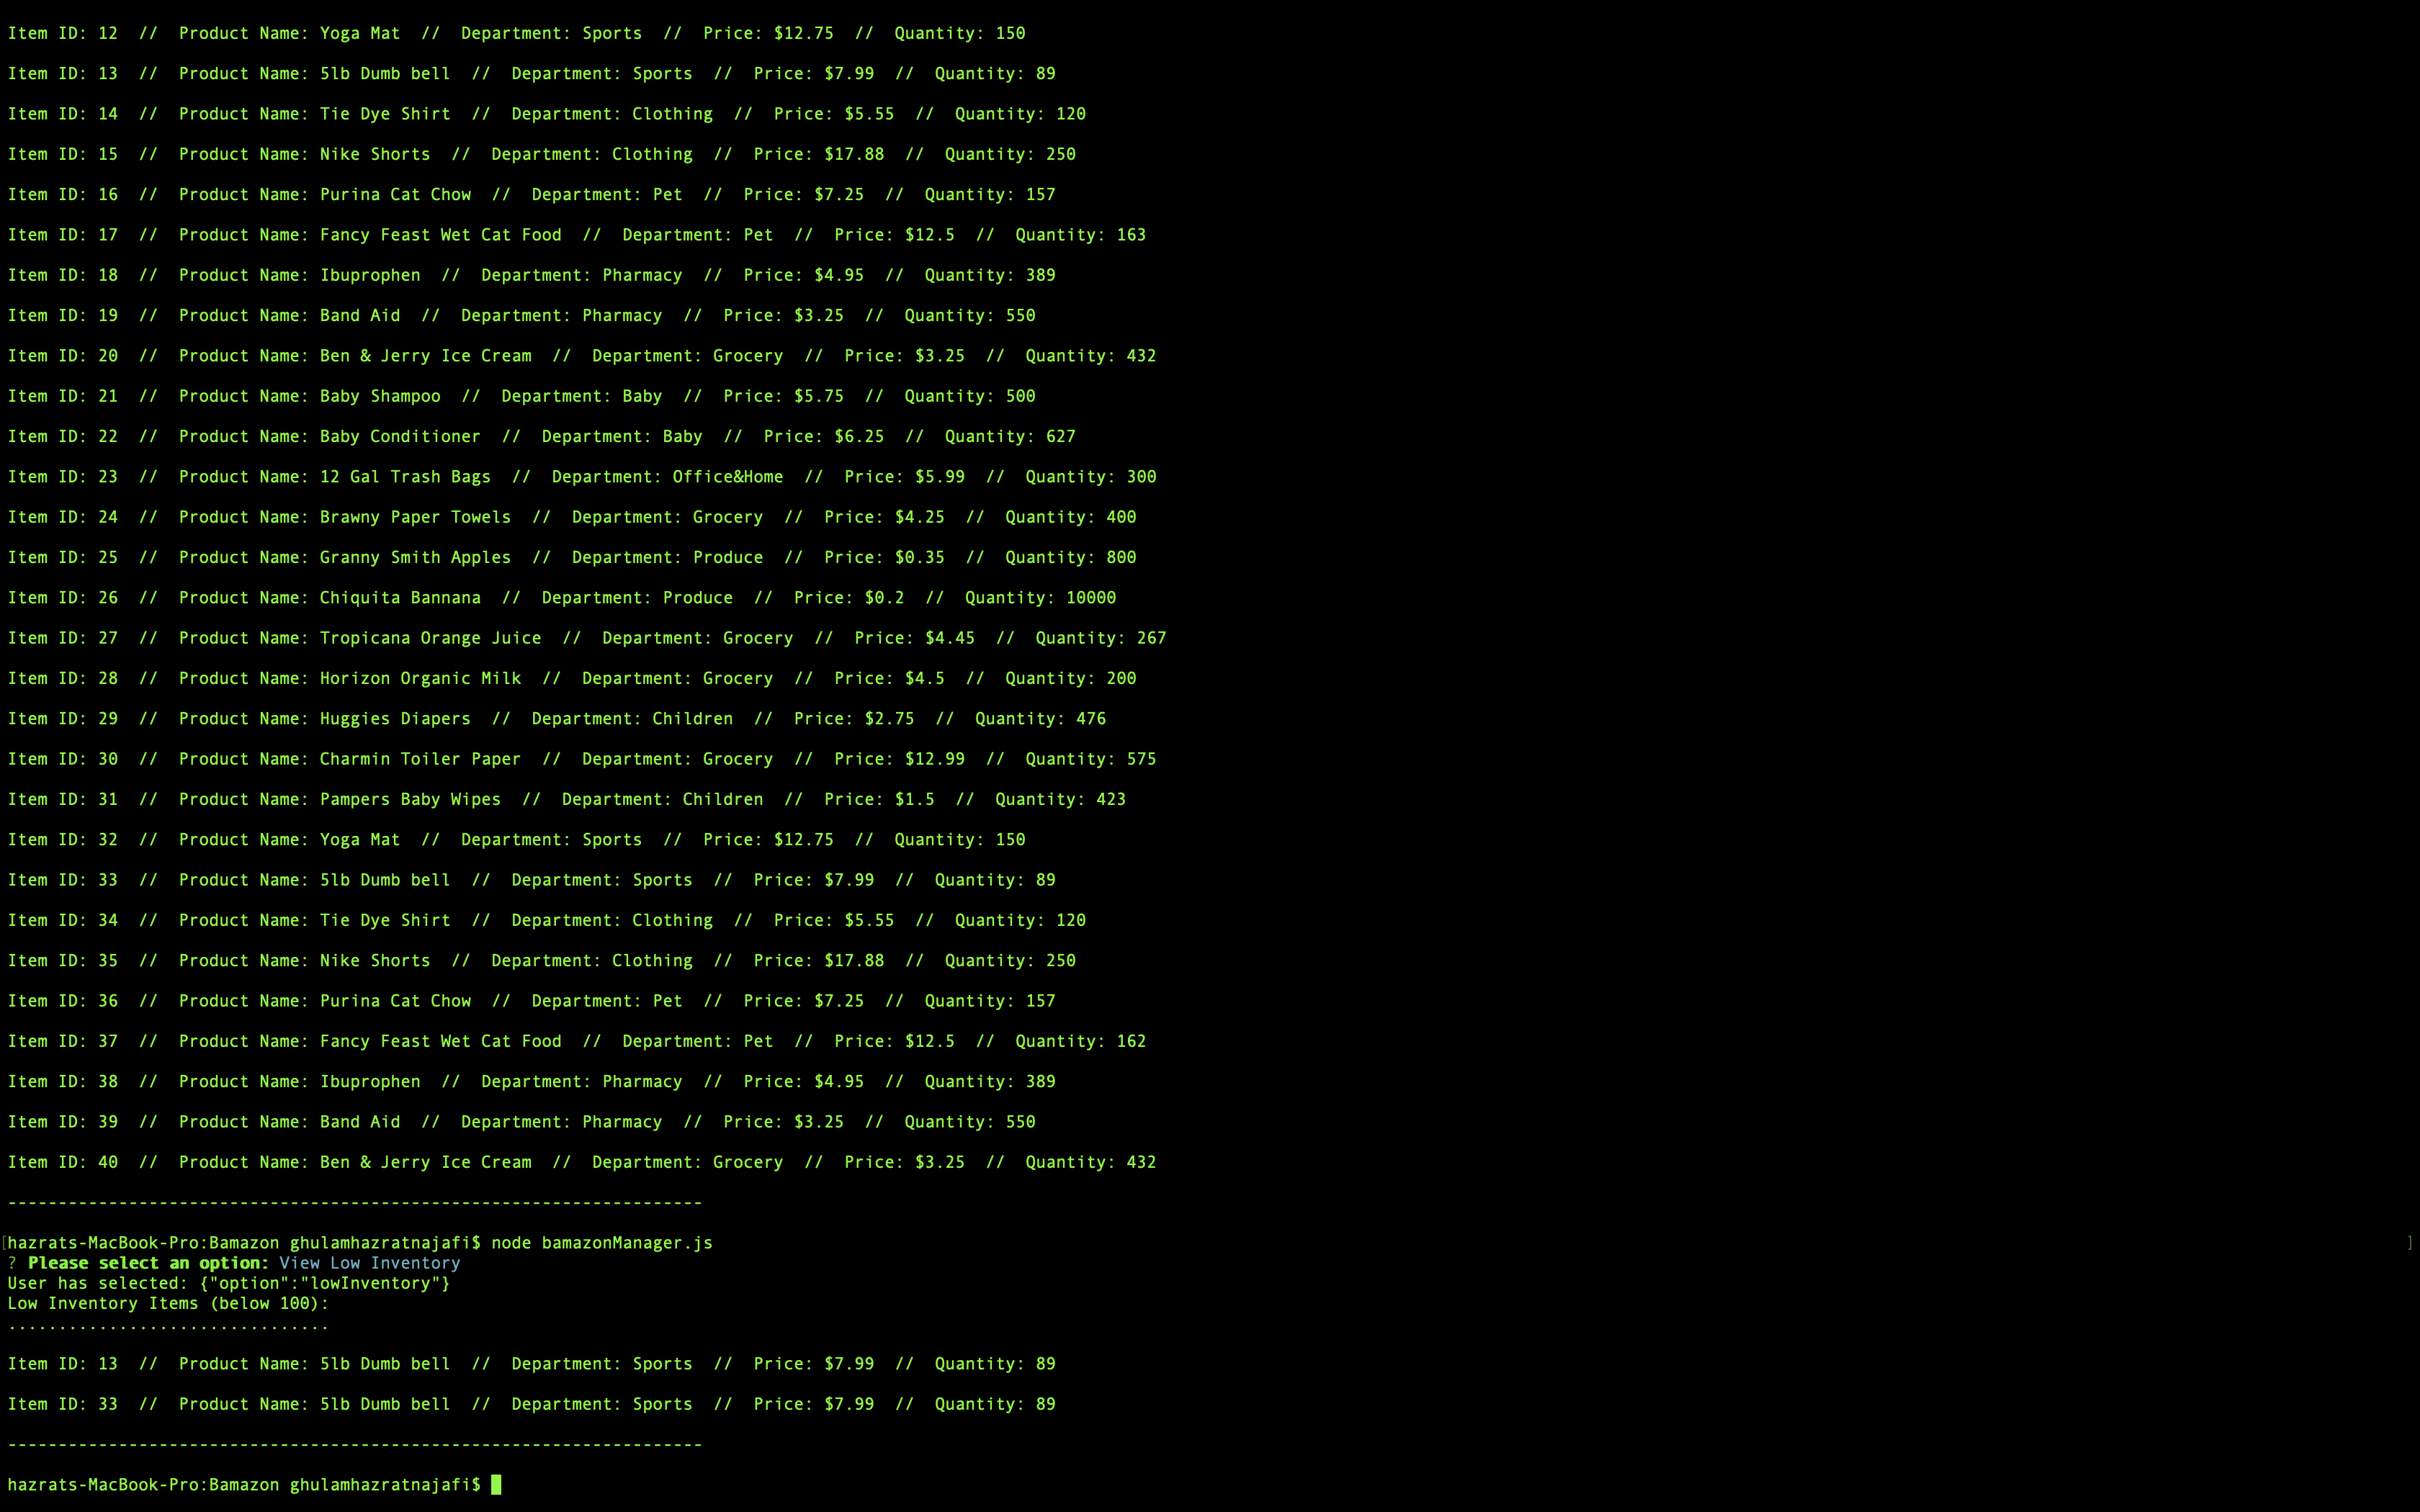 Item ID: 12  //  Product Name: Yoga Mat  //  Department: Sports  //  Price: $12.75  //  Quantity: 150
Item ID: 13  //  Product Name: 5lb Dumb bell  //  Department: Sports  //  Price: $7.99  //  Quantity: 89
Item ID: 14  //  Product Name: Tie Dye Shirt  //  Department: Clothing  //  Price: $5.55  //  Quantity: 120
Item ID: 15  //  Product Name: Nike Shorts  //  Department: Clothing  //  Price: $17.88  //  Quantity: 250
Item ID: 16  //  Product Name: Purina Cat Chow  //  Department: Pet  //  Price: $7.25  //  Quantity: 157
Item ID: 17  //  Product Name: Fancy Feast Wet Cat Food  //  Department: Pet  //  Price: $12.5  //  Quantity: 163
Item ID: 18  //  Product Name: Ibuprophen  //  Department: Pharmacy  //  Price: $4.95  //  Quantity: 389
Item ID: 19  //  Product Name: Band Aid  //  Department: Pharmacy  //  Price: $3.25  //  Quantity: 550
Item ID: 20  //  Product Name: Ben & Jerry Ice Cream  //  Department: Grocery  //  Price: $3.25  //  Quantity: 432
Item ID: 21  //  Product Name: Baby Shampoo  //  Department: Baby  //  Price: $5.75  //  Quantity: 500
Item ID: 22  //  Product Name: Baby Conditioner  //  Department: Baby  //  Price: $6.25  //  Quantity: 627
Item ID: 23  //  Product Name: 12 Gal Trash Bags  //  Department: Office&Home  //  Price: $5.99  //  Quantity: 300
Item ID: 24  //  Product Name: Brawny Paper Towels  //  Department: Grocery  //  Price: $4.25  //  Quantity: 400
Item ID: 25  //  Product Name: Granny Smith Apples  //  Department: Produce  //  Price: $0.35  //  Quantity: 800
Item ID: 26  //  Product Name: Chiquita Bannana  //  Department: Produce  //  Price: $0.2  //  Quantity: 10000
Item ID: 27  //  Product Name: Tropicana Orange Juice  //  Department: Grocery  //  Price: $4.45  //  Quantity: 267
Item ID: 28  //  Product Name: Horizon Organic Milk  //  Department: Grocery  //  Price: $4.5  //  Quantity: 200
Item ID: 29  //  Product Name: Huggies Diapers  //  Department: Children  //  Price: $2.75  //  Quantity: 476
Item ID: 30  //  Product Name: Charmin Toiler Paper  //  Department: Grocery  //  Price: $12.99  //  Quantity: 575
Item ID: 31  //  Product Name: Pampers Baby Wipes  //  Department: Children  //  Price: $1.5  //  Quantity: 423
Item ID: 32  //  Product Name: Yoga Mat  //  Department: Sports  //  Price: $12.75  //  Quantity: 150
Item ID: 33  //  Product Name: 5lb Dumb bell  //  Department: Sports  //  Price: $7.99  //  Quantity: 89
Item ID: 34  //  Product Name: Tie Dye Shirt  //  Department: Clothing  //  Price: $5.55  //  Quantity: 120
Item ID: 35  //  Product Name: Nike Shorts  //  Department: Clothing  //  Price: $17.88  //  Quantity: 250
Item ID: 36  //  Product Name: Purina Cat Chow  //  Department: Pet  //  Price: $7.25  //  Quantity: 157
Item ID: 37  //  Product Name: Fancy Feast Wet Cat Food  //  Department: Pet  //  Price: $12.5  //  Quantity: 162
Item ID: 38  //  Product Name: Ibuprophen  //  Department: Pharmacy  //  Price: $4.95  //  Quantity: 389
Item ID: 39  //  Product Name: Band Aid  //  Department: Pharmacy  //  Price: $3.25  //  Quantity: 550
Item ID: 40  //  Product Name: Ben & Jerry Ice Cream  //  Department: Grocery  //  Price: $3.25  //  Quantity: 432
---------------------------------------------------------------------
[hazrats-MacBook-Pro:Bamazon ghulamhazratnajafi$ node bamazonManager.js ]
? Please select an option: View Low Inventory
User has selected: {"option":"lowInventory"}
Low Inventory Items (below 100):
................................
Item ID: 13  //  Product Name: 5lb Dumb bell  //  Department: Sports  //  Price: $7.99  //  Quantity: 89
Item ID: 33  //  Product Name: 5lb Dumb bell  //  Department: Sports  //  Price: $7.99  //  Quantity: 89
---------------------------------------------------------------------
hazrats-MacBook-Pro:Bamazon ghulamhazratnajafi$